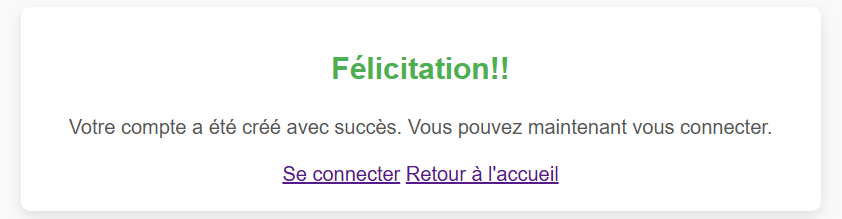 Félicitation!!
Votre compte a été créé avec succès. Vous pouvez maintenant vous connecter.
Se connecter Retour à l'accueil